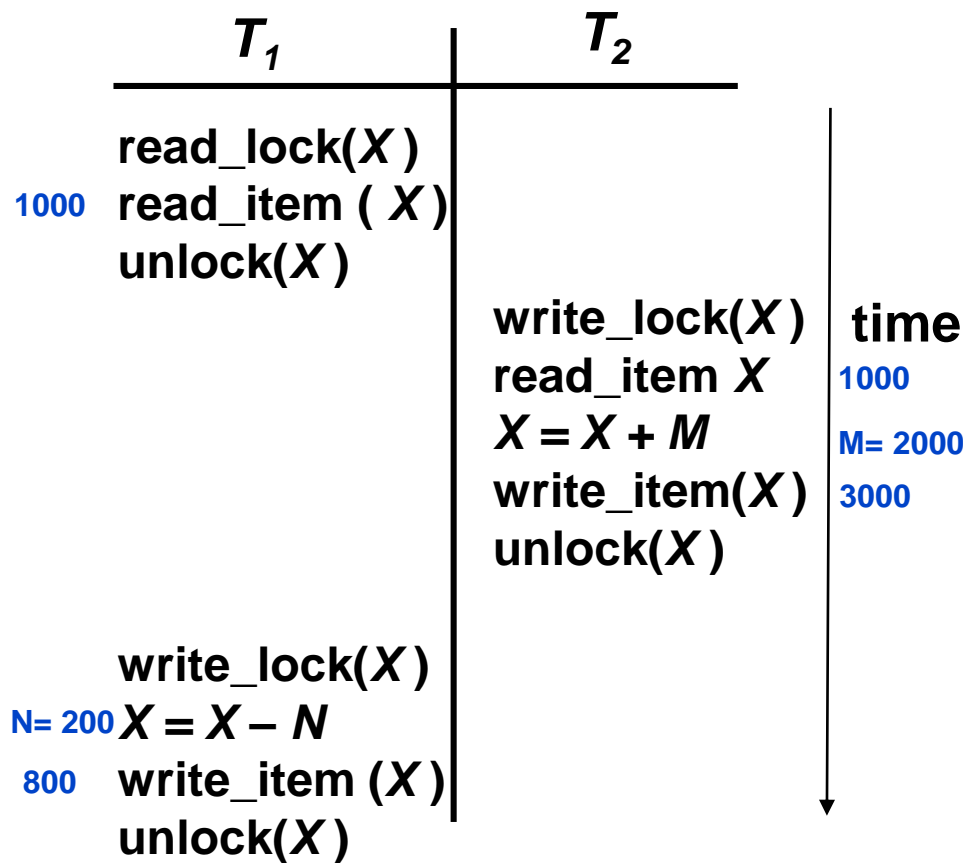 T1 T2
read_lock(X)
1000 read_item ( X)
unlock(X)
write_lock(X) time
read_item X 1000
X = X + M M= 2000
write_item(X) 3000
unlock(X)
write_lock(X)
N= 200 X = X – N
800 write_item (X)
unlock(X)